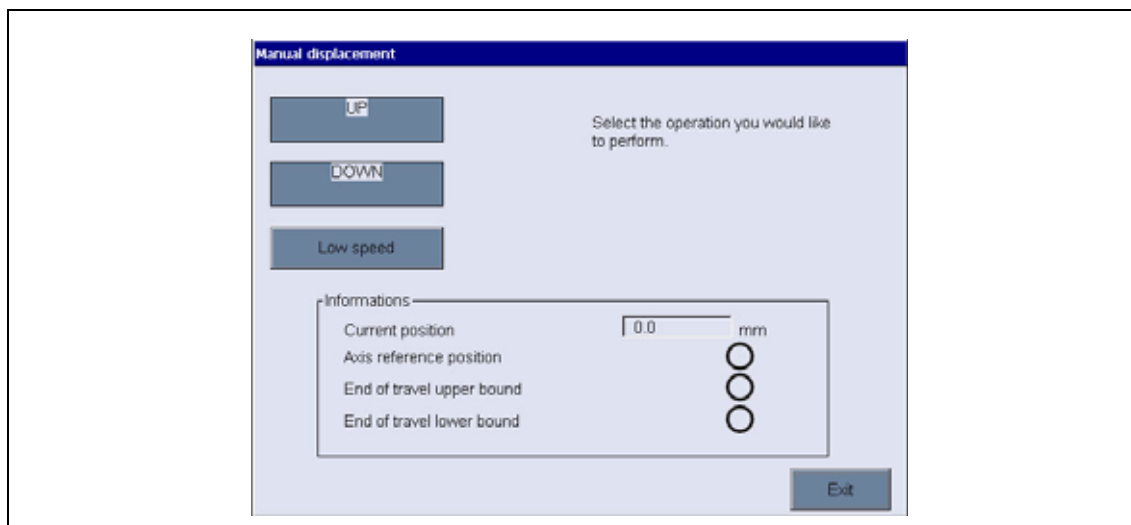 Manual displacement
UP
Select the operation you would like
to perform.
DOWN
Low speed
Informations
Current position 0.0 mm
Axis reference position
End of travel upper bound
End of travel lower bound
Exit